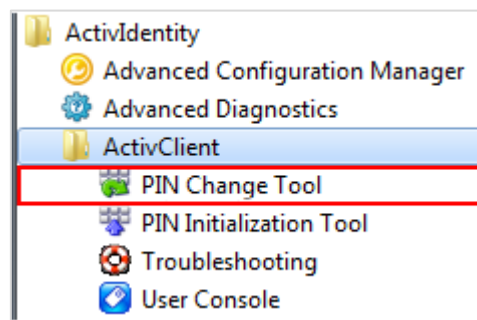 ActivIdentity
Advanced Configuration Manager
Advanced Diagnostics
ActivClient
PIN Change Tool
PIN Initialization Tool
Troubleshooting
User Console